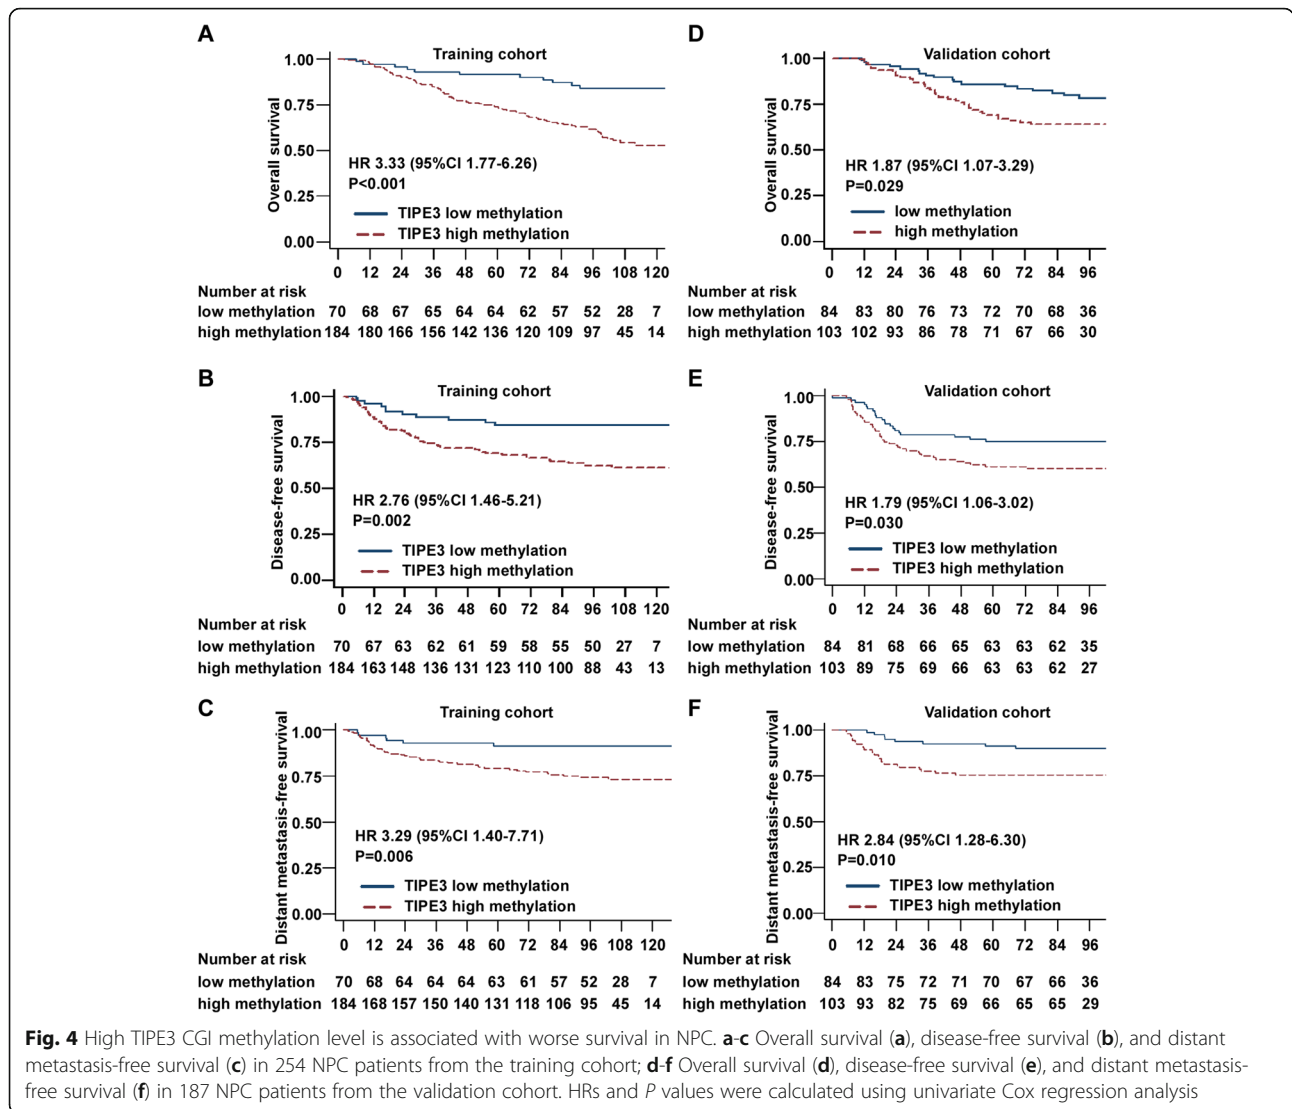 A
Training cohort
Overall survival
1.00
0.75
0.50
0.25
0.00
HR 3.33 (95%CI 1.77-6.26)
P<0.001
TIPE3 low methylation
TIPE3 high methylation
0 12 24 36 48 60 72 84 96 108 120
Number at risk
low methylation 70 68 67 65 64 64 62 57 52 28 7
high methylation 184 180 166 156 142 136 120 109 97 45 14
D
Validation cohort
Overall survival
1.00
0.75
0.50
0.25
0.00
HR 1.87 (95%CI 1.07-3.29)
P=0.029
low methylation
high methylation
0 12 24 36 48 60 72 84 96
Number at risk
low methylation 84 83 80 76 73 72 70 68 36
high methylation 103 102 93 86 78 71 67 66 30
B
Training cohort
Disease-free survival
1.00
0.75
0.50
0.25
0.00
HR 2.76 (95%CI 1.46-5.21)
P=0.002
TIPE3 low methylation
TIPE3 high methylation
0 12 24 36 48 60 72 84 96 108 120
Number at risk
low methylation 70 67 63 62 61 59 58 55 50 27 7
high methylation 184 163 148 136 131 123 110 100 88 43 13
E
Validation cohort
Disease-free survival
1.00
0.75
0.50
0.25
0.00
HR 1.79 (95%CI 1.06-3.02)
P=0.030
TIPE3 low methylation
TIPE3 high methylation
0 12 24 36 48 60 72 84 96
Number at risk
low methylation 84 81 68 66 65 63 63 62 35
high methylation 103 89 75 69 66 63 63 62 27
C
Training cohort
Distant metastasis-free survival
1.00
0.75
0.50
0.25
0.00
HR 3.29 (95%CI 1.40-7.71)
P=0.006
TIPE3 low methylation
TIPE3 high methylation
0 12 24 36 48 60 72 84 96 108 120
Number at risk
low methylation 70 68 64 64 64 63 61 57 52 28 7
high methylation 184 168 157 150 140 131 118 106 95 45 14
F
Validation cohort
Distant metastasis-free survival
1.00
0.75
0.50
0.25
0.00
HR 2.84 (95%CI 1.28-6.30)
P=0.010
TIPE3 low methylation
TIPE3 high methylation
0 12 24 36 48 60 72 84 96
Number at risk
low methylation 84 83 75 72 71 70 67 66 36
high methylation 103 93 82 75 69 66 65 65 29
Fig. 4 High TIPE3 CGI methylation level is associated with worse survival in NPC. a-c Overall survival (a), disease-free survival (b), and distant
metastasis-free survival (c) in 254 NPC patients from the training cohort; d-f Overall survival (d), disease-free survival (e), and distant metastasis-
free survival (f) in 187 NPC patients from the validation cohort. HRs and P values were calculated using univariate Cox regression analysis